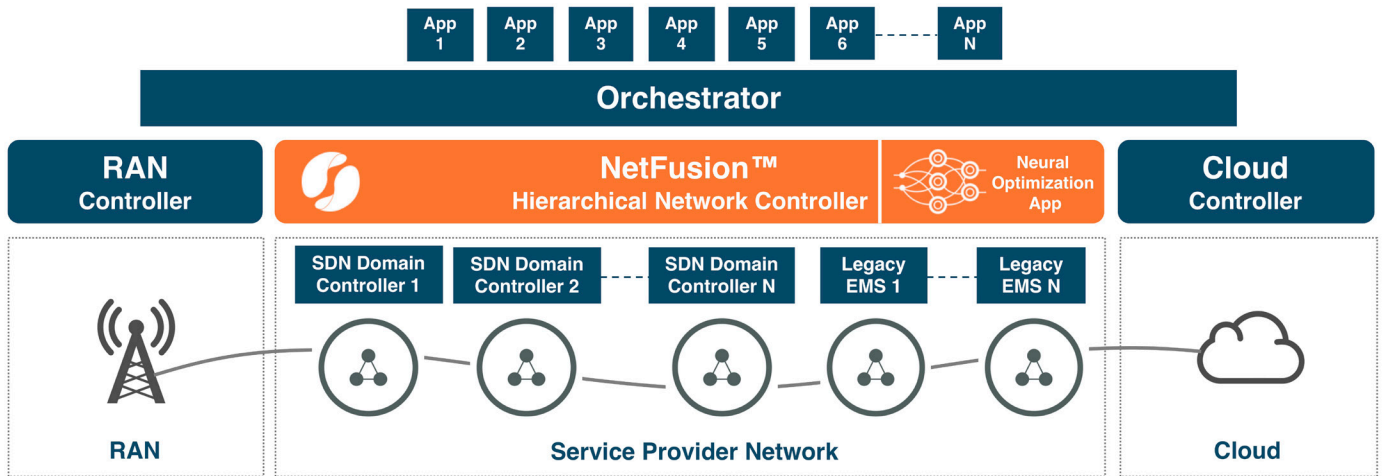 App
1
App
2
App
3
App
4
App
5
App
6
App
N
Orchestrator
RAN
Controller
NetFusion™
Hierarchical Network Controller
Neural
Optimization
App
Cloud
Controller
SDN Domain
Controller 1
SDN Domain
Controller 2
SDN Domain
Controller N
Legacy
EMS 1
Legacy
EMS N
RAN
Service Provider Network
Cloud